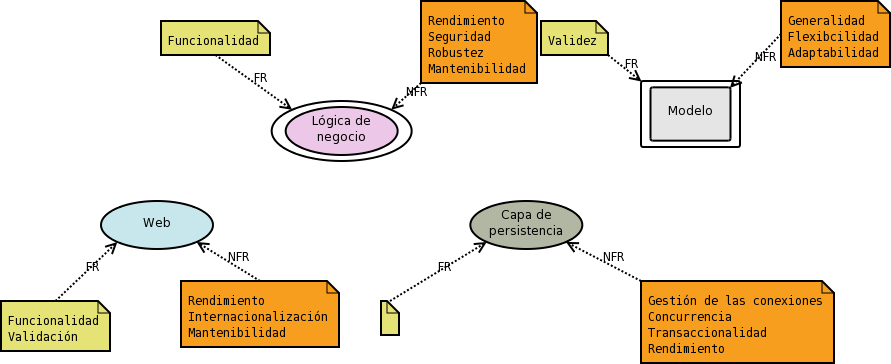 Funcionalidad
FR
Rendimiento
Seguridad
Robustez
Mantenibilidad
NFR
Lógica de
negocio
Validez
FR
Generalidad
Flexibcilidad
Adaptabilidad
NFR
Modelo
Web
FR
Funcionalidad
Validación
NFR
Rendimiento
Internacionalización
Mantenibilidad
Capa de
persistencia
FR
NFR
Gestión de las conexiones
Concurrencia
Transaccionalidad
Rendimiento